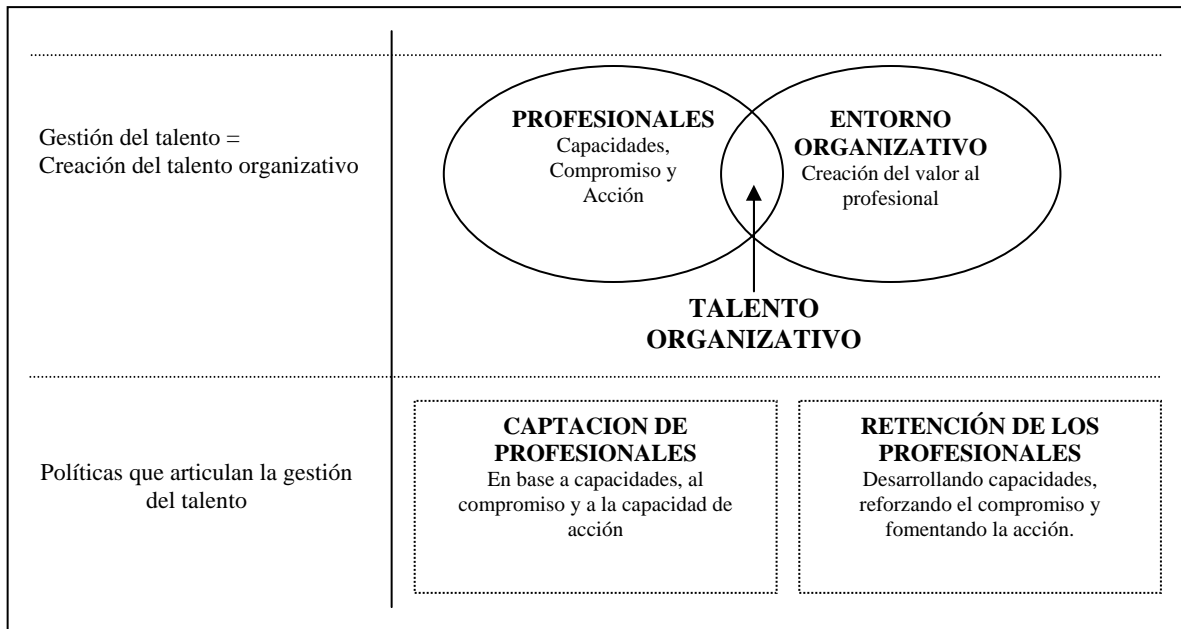 Gestión del talento =
Creación del talento organizativo
PROFESIONALES
Capacidades,
Compromiso y
Acción
ENTORNO
ORGANIZATIVO
Creación del valor al
profesional
TALENTO
ORGANIZATIVO
Políticas que articulan la gestión
del talento
CAPTACION DE
PROFESIONALES
En base a capacidades, al
compromiso y a la capacidad de
acción
RETENCIÓN DE LOS
PROFESIONALES
Desarrollando capacidades,
reforzando el compromiso y
fomentando la acción.